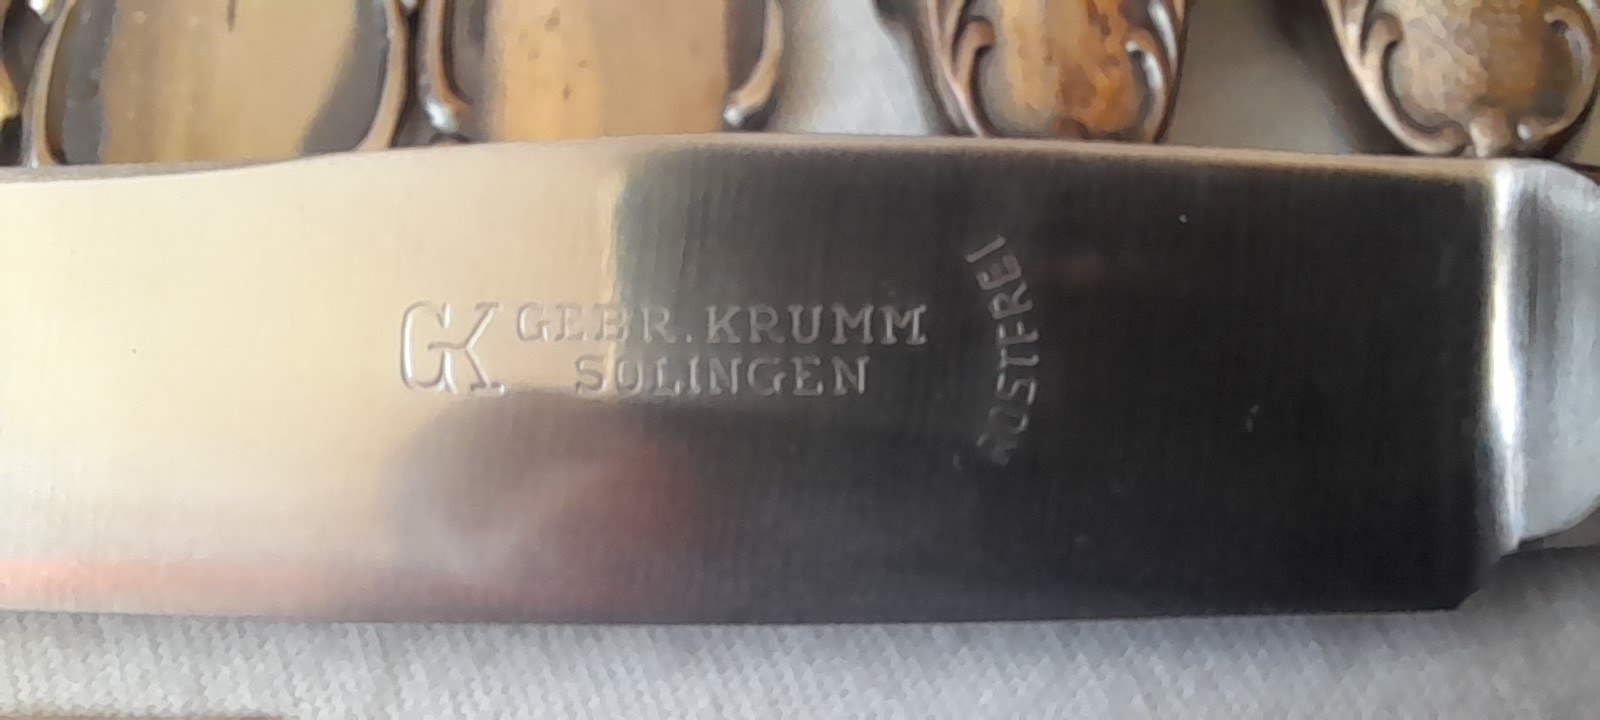 GK GEBR. KRUMM
SOLINGEN
ROSTFREI